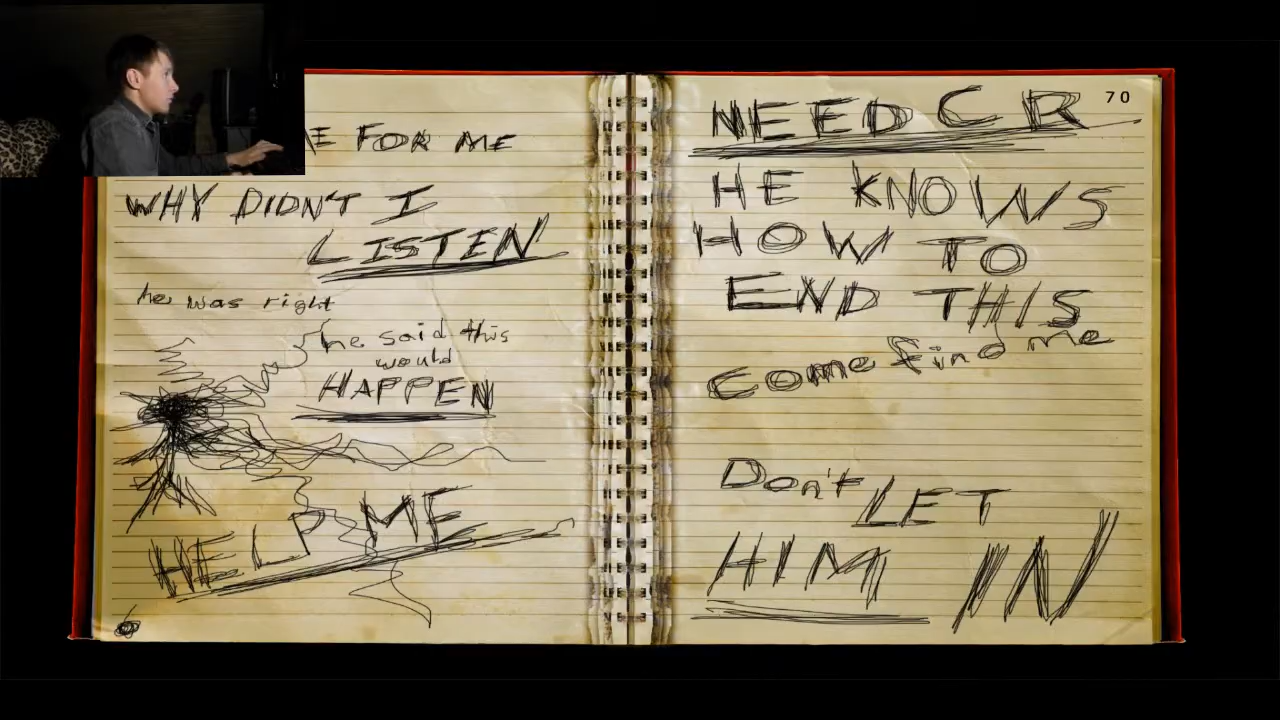 FOR ME
WHY DIDN'T I
LISTEN
he was right
he said this
would
HAPPEN
HELP ME
70
NEED CR
HE KNOWS
HOW TO
END THIS
come find me
Don't LET
HIM IN